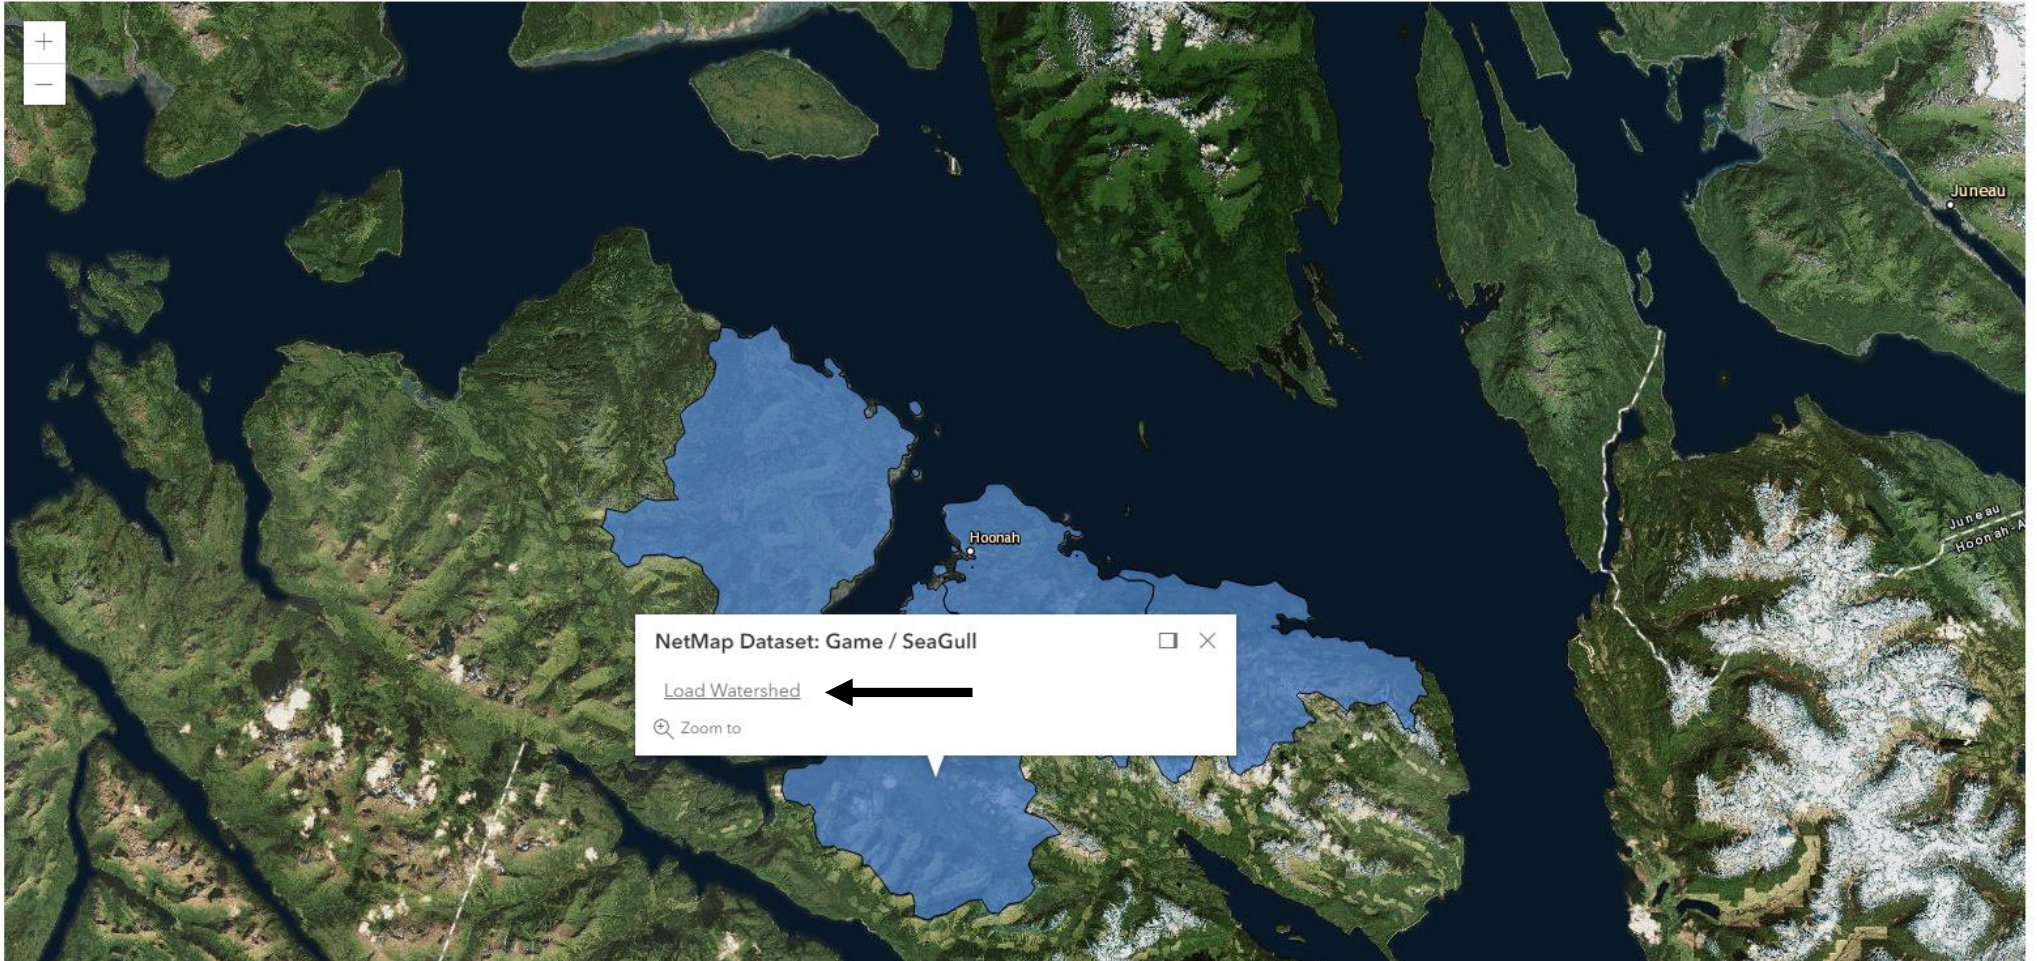 +
−
Juneau
Hoonah
Juneau
Hoonah-A
NetMap Dataset: Game / SeaGull
Load Watershed
Zoom to